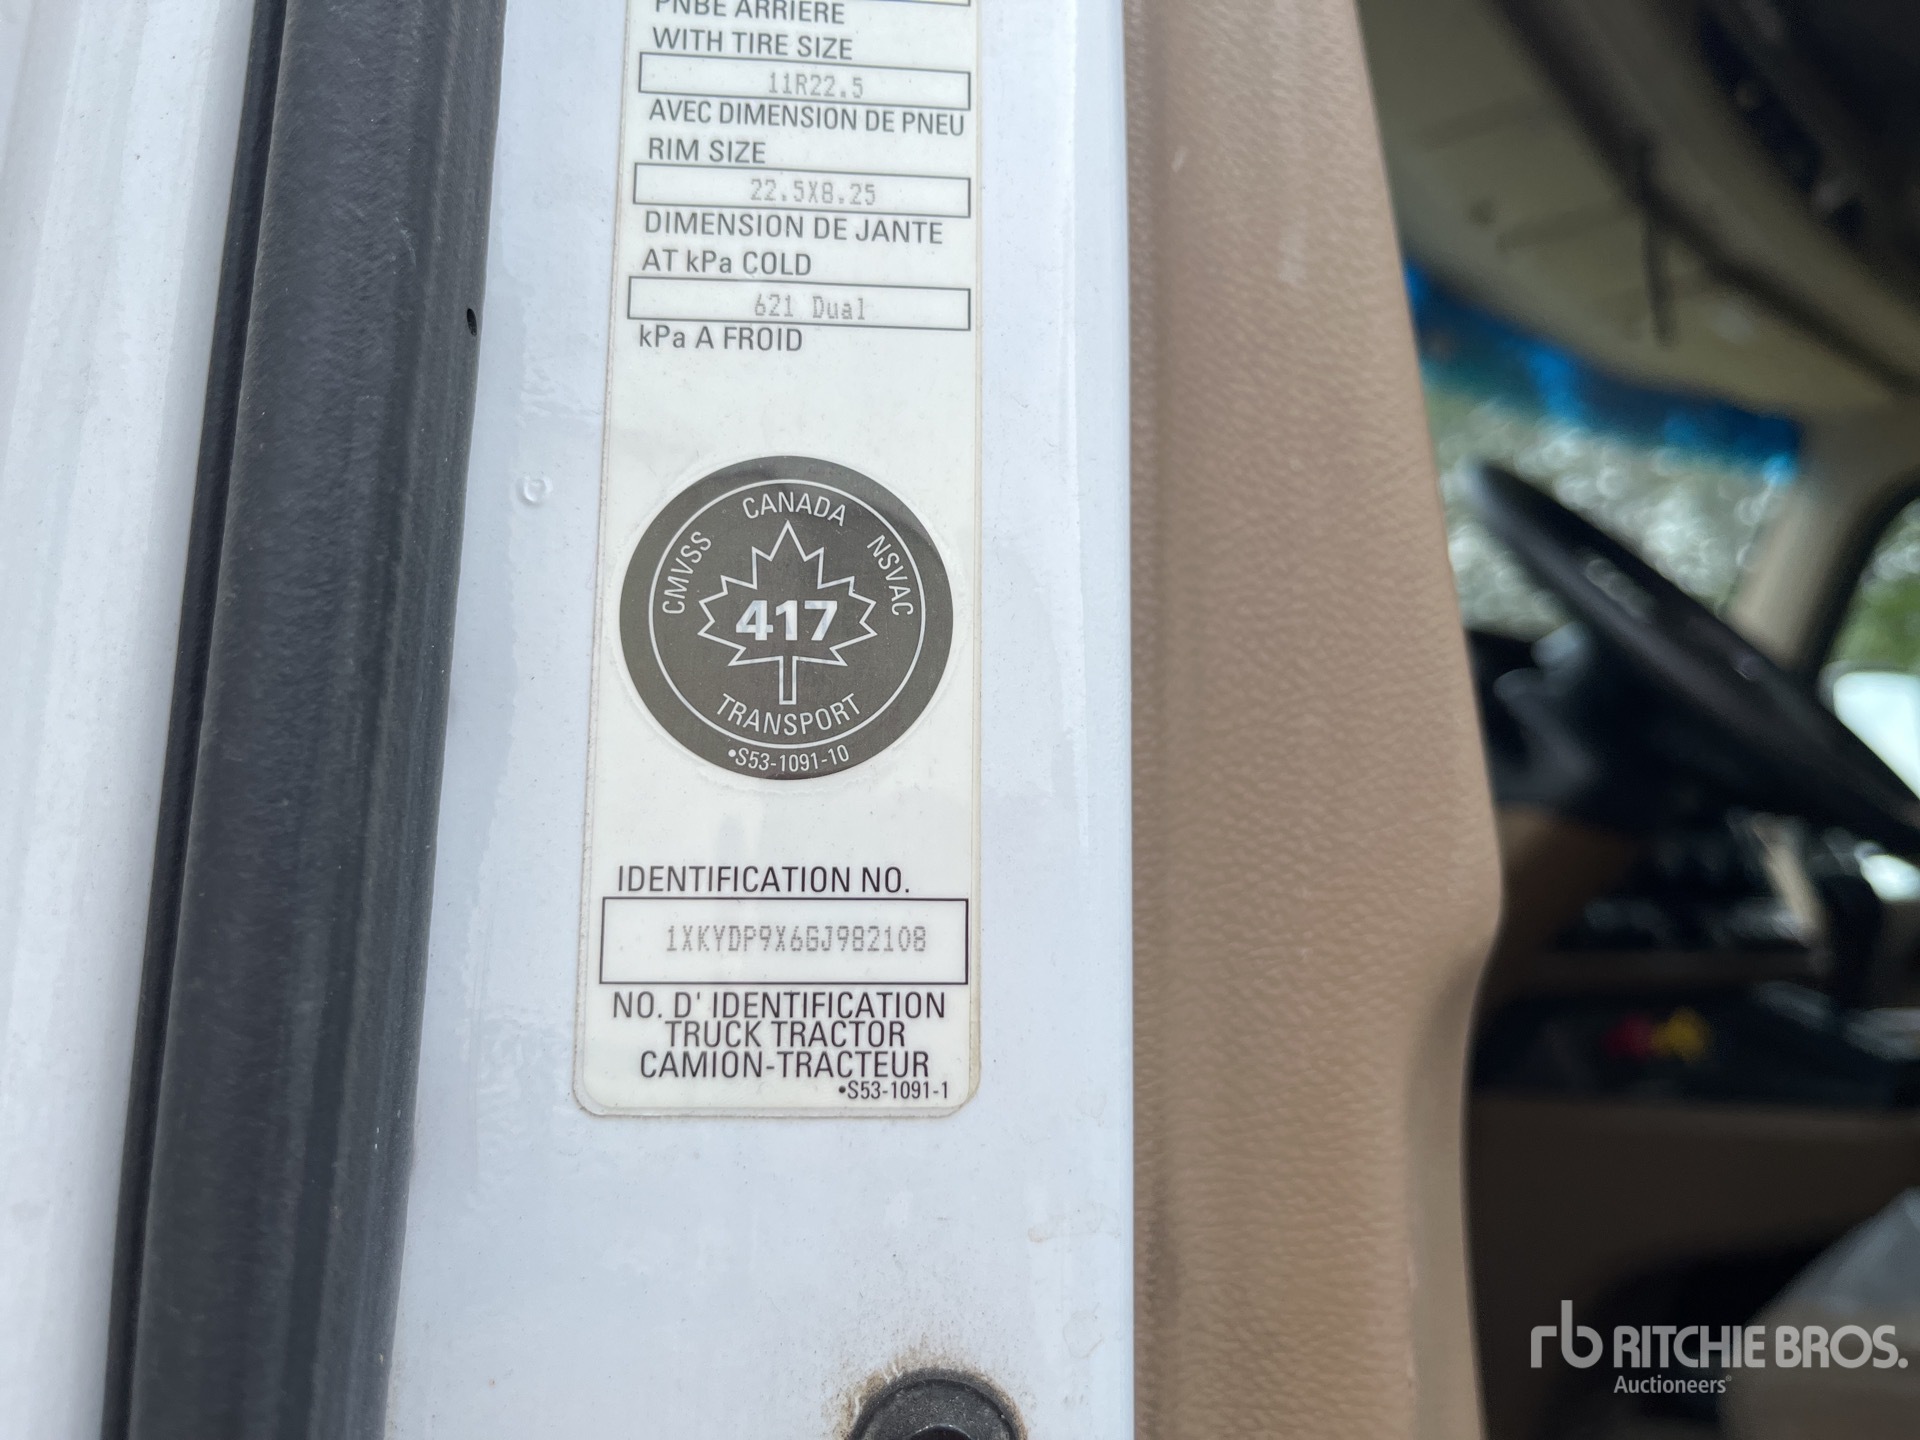 PNBE ARRIERE
WITH TIRE SIZE
11R22.5
AVEC DIMENSION DE PNEU
RIM SIZE
22.5X8.25
DIMENSION DE JANTE
AT kPa COLD
621 Dual
kPa A FROID
CANADA
CMVSS
NSVAC
417
TRANSPORT
•S53-1091-10
IDENTIFICATION NO.
1XKYDP9X6GJ982108
NO. D' IDENTIFICATION
TRUCK TRACTOR
CAMION-TRACTEUR
•S53-1091-1
rb RITCHIE BROS.
Auctioneers